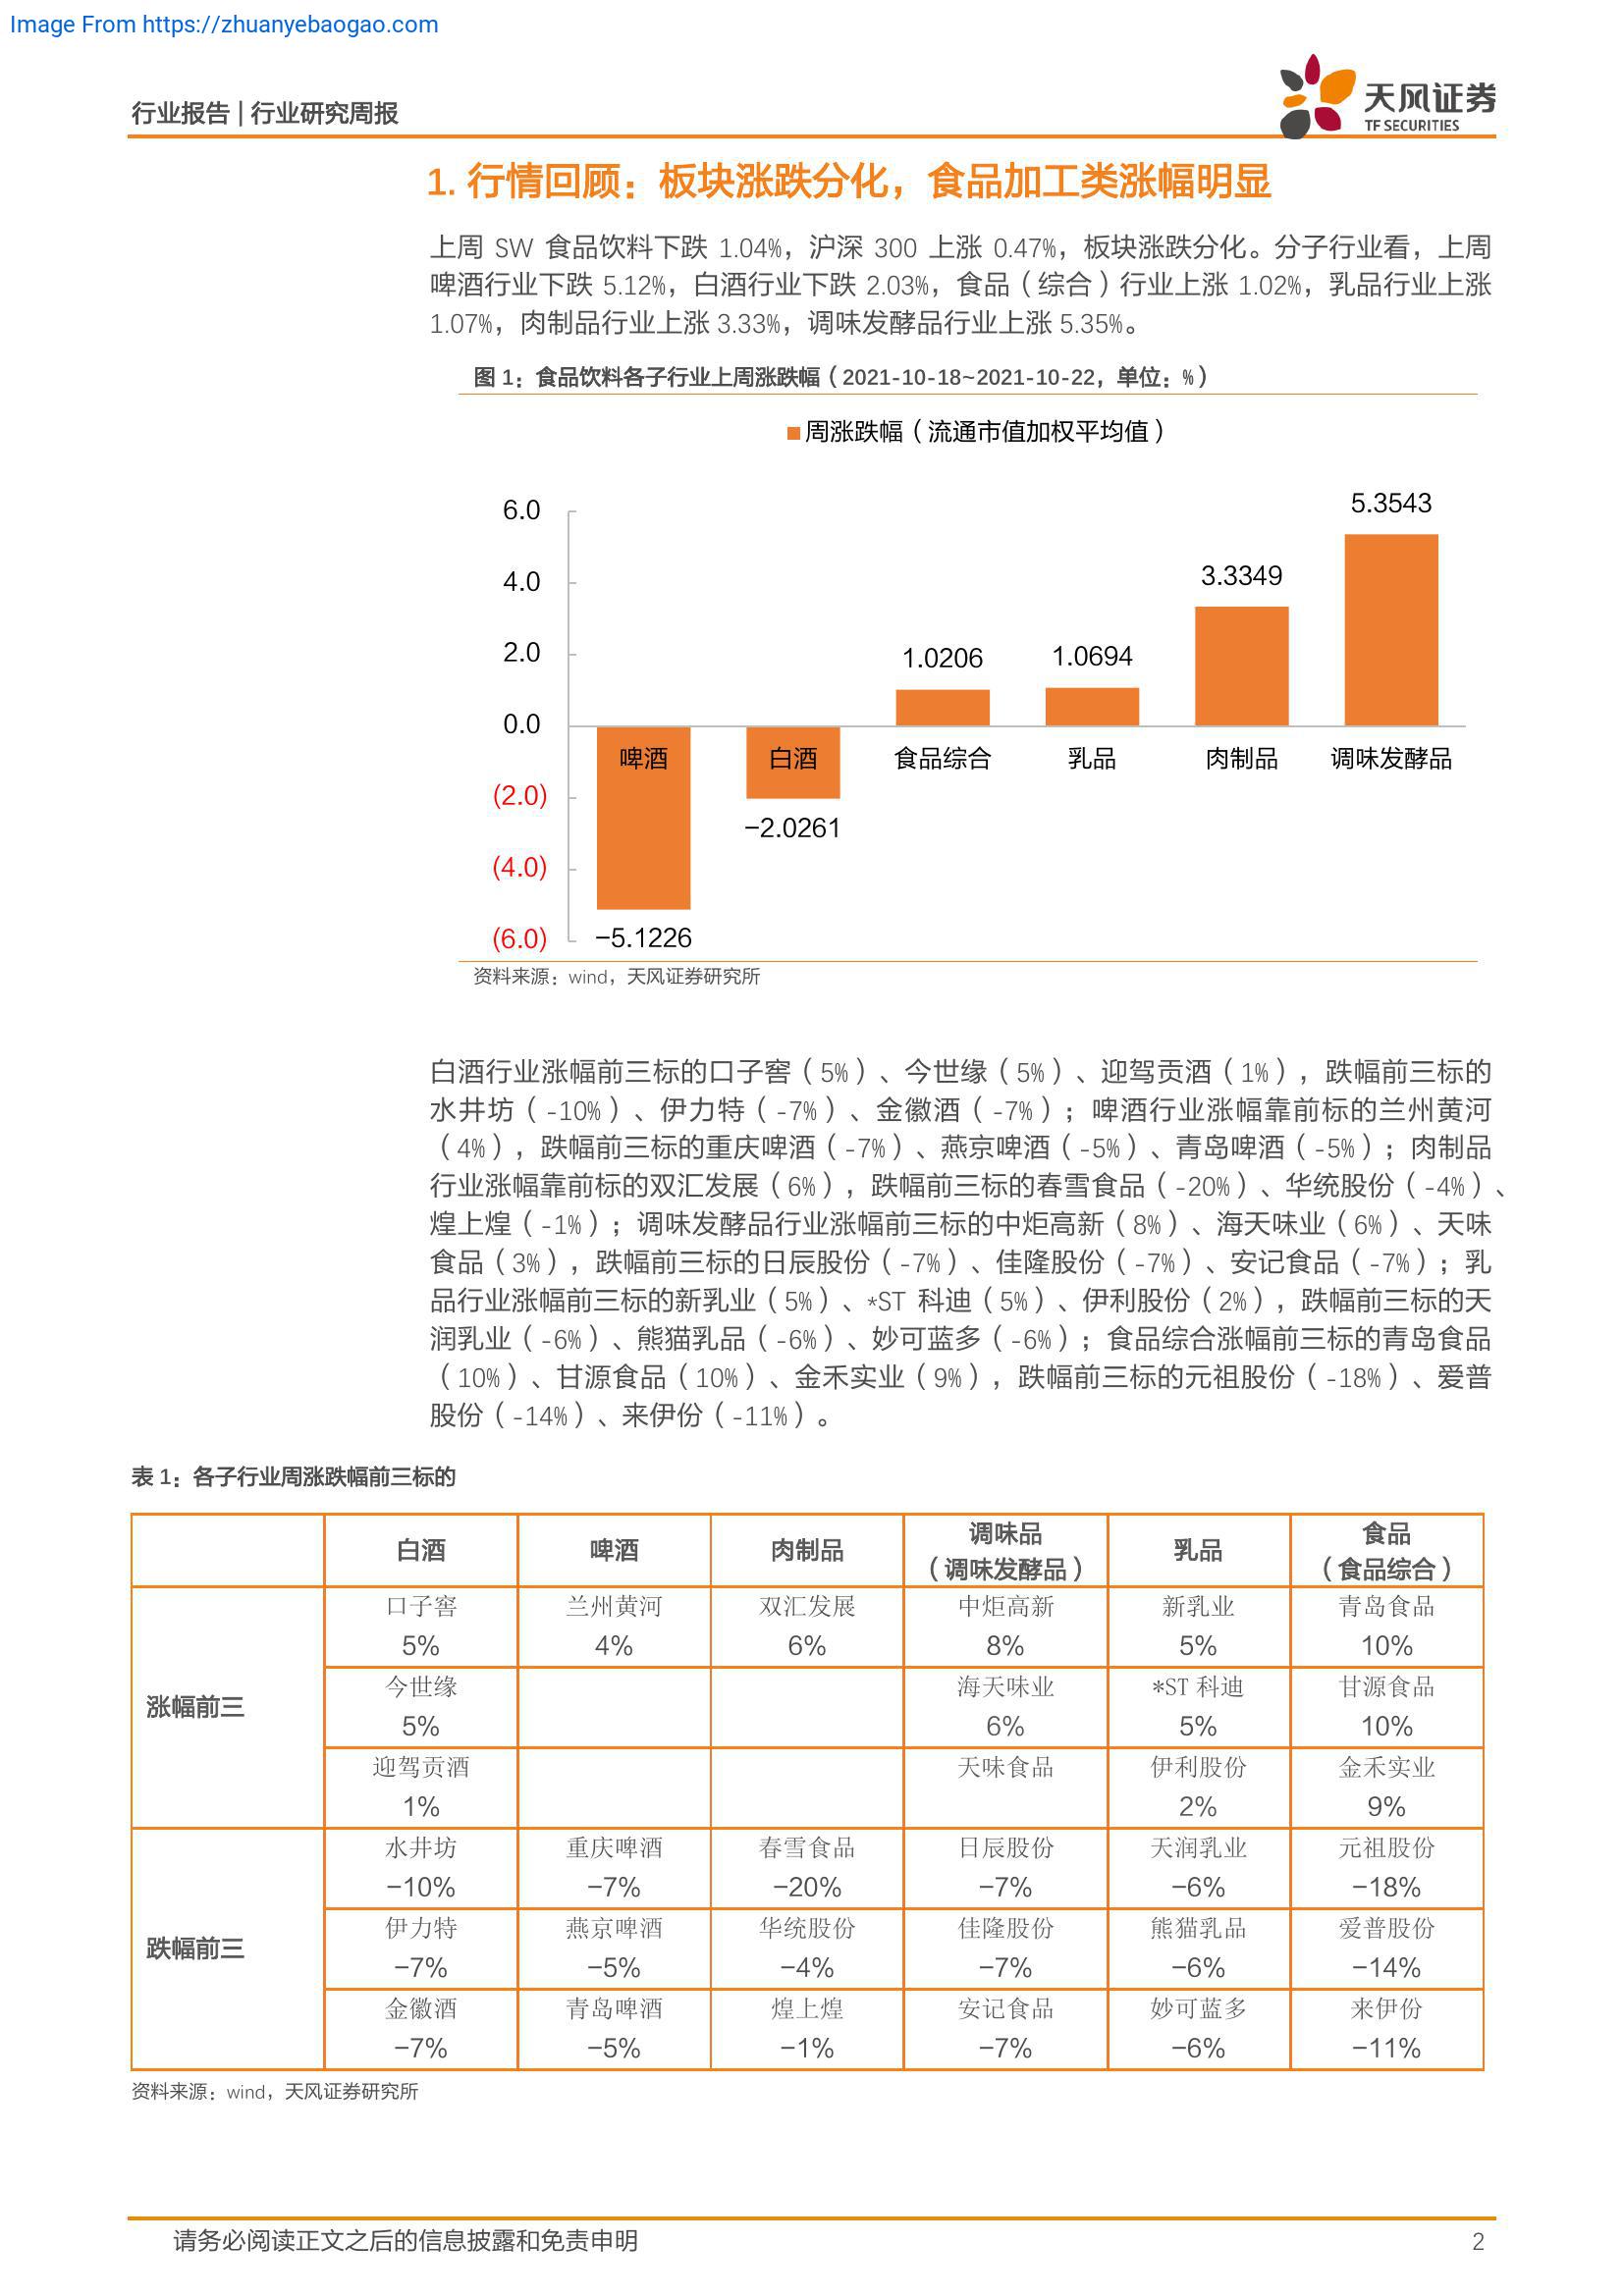 Image From https://zhuanyebaogao.com
行业报告 | 行业研究周报
天风证券
TF SECURITIES
1. 行情回顾：板块涨跌分化，食品加工类涨幅明显
上周 SW 食品饮料下跌 1.04%，沪深 300 上涨 0.47%，板块涨跌分化。分子行业看，上周
啤酒行业下跌 5.12%，白酒行业下跌 2.03%，食品（综合）行业上涨 1.02%，乳品行业上涨
1.07%，肉制品行业上涨 3.33%，调味发酵品行业上涨 5.35%。
图 1：食品饮料各子行业上周涨跌幅（2021-10-18~2021-10-22，单位：%）
周涨跌幅（流通市值加权平均值）
6.0
4.0
2.0
0.0
(2.0)
(4.0)
(6.0)
−5.1226
−2.0261
1.0206
1.0694
3.3349
5.3543
啤酒 白酒 食品综合 乳品 肉制品 调味发酵品
资料来源：wind，天风证券研究所
白酒行业涨幅前三标的口子窖（5%）、今世缘（5%）、迎驾贡酒（1%），跌幅前三标的
水井坊（-10%）、伊力特（-7%）、金徽酒（-7%）；啤酒行业涨幅靠前标的兰州黄河
（4%），跌幅前三标的重庆啤酒（-7%）、燕京啤酒（-5%）、青岛啤酒（-5%）；肉制品
行业涨幅靠前标的双汇发展（6%），跌幅前三标的春雪食品（-20%）、华统股份（-4%）、
煌上煌（-1%）；调味发酵品行业涨幅前三标的中炬高新（8%）、海天味业（6%）、天味
食品（3%），跌幅前三标的日辰股份（-7%）、佳隆股份（-7%）、安记食品（-7%）；乳
品行业涨幅前三标的新乳业（5%）、*ST 科迪（5%）、伊利股份（2%），跌幅前三标的天
润乳业（-6%）、熊猫乳品（-6%）、妙可蓝多（-6%）；食品综合涨幅前三标的青岛食品
（10%）、甘源食品（10%）、金禾实业（9%），跌幅前三标的元祖股份（-18%）、爱普
股份（-14%）、来伊份（-11%）。
表 1：各子行业周涨跌幅前三标的
白酒 啤酒 肉制品 调味品 乳品 食品
（调味发酵品） （食品综合）
涨幅前三
口子窖 兰州黄河 双汇发展 中炬高新 新乳业 青岛食品
5% 4% 6% 8% 5% 10%
今世缘 海天味业 *ST 科迪 甘源食品
5% 6% 5% 10%
迎驾贡酒 天味食品 伊利股份 金禾实业
1% 2% 9%
跌幅前三
水井坊 重庆啤酒 春雪食品 日辰股份 天润乳业 元祖股份
−10% −7% −20% −7% −6% −18%
伊力特 燕京啤酒 华统股份 佳隆股份 熊猫乳品 爱普股份
−7% −5% −4% −7% −6% −14%
金徽酒 青岛啤酒 煌上煌 安记食品 妙可蓝多 来伊份
−7% −5% −1% −7% −6% −11%
资料来源：wind，天风证券研究所
请务必阅读正文之后的信息披露和免责申明
2